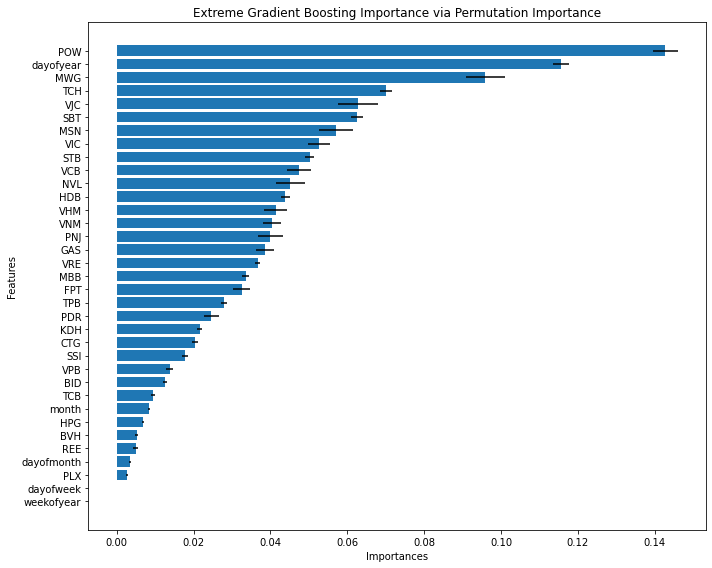 Extreme Gradient Boosting Importance via Permutation Importance
POW
dayofyear
MWG
TCH
VJC
SBT
MSN
VIC
STB
VCB
NVL
HDB
VHM
VNM
PNJ
GAS
VRE
MBB
FPT
TPB
PDR
KDH
CTG
SSI
VPB
BID
TCB
month
HPG
BVH
REE
dayofmonth
PLX
dayofweek
weekofyear
Features
0.00 0.02 0.04 0.06 0.08 0.10 0.12 0.14
Importances